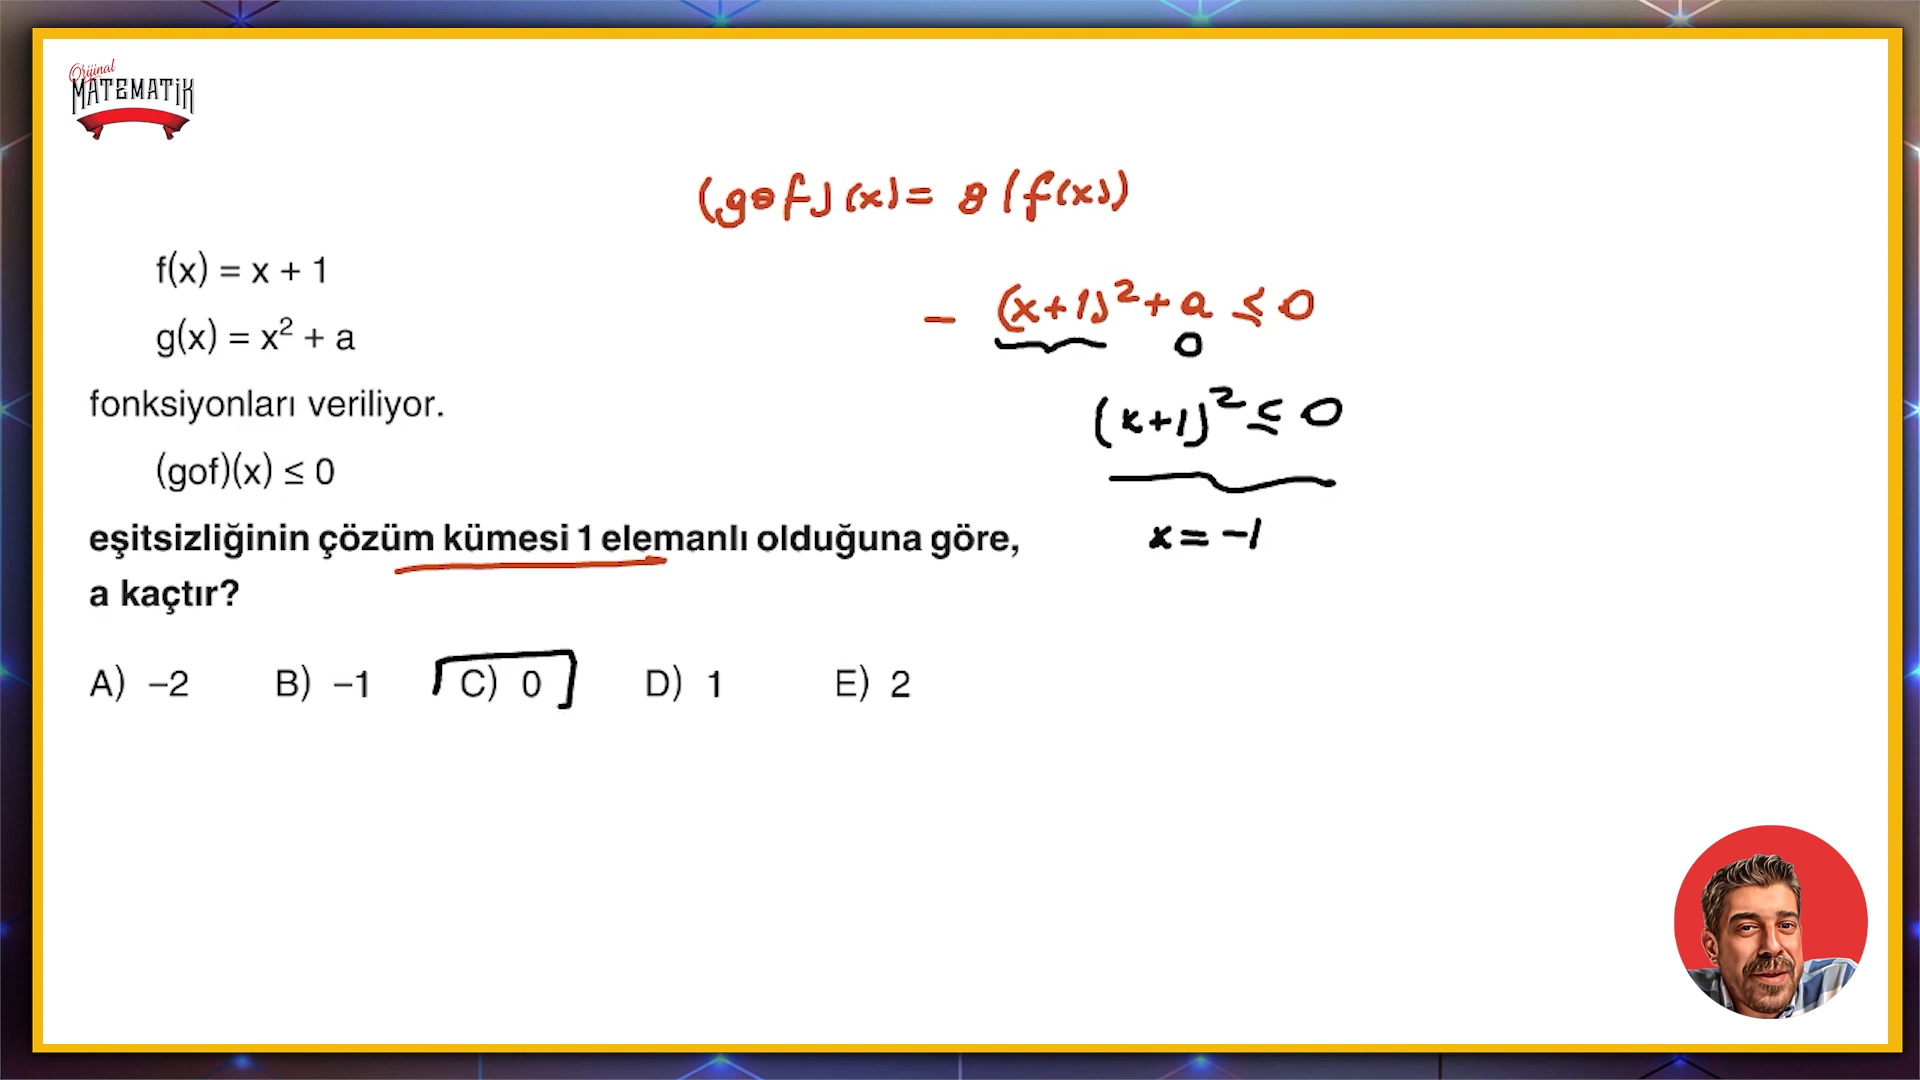 Orijinal
MATEMATİK
(gof)(x) = g(f(x))
f(x) = x + 1
g(x) = x² + a
fonksiyonları veriliyor.
(gof)(x) ≤ 0
eşitsizliğinin çözüm kümesi 1 elemanlı olduğuna göre,
a kaçtır?
A) –2 B) –1 C) 0 D) 1 E) 2
– (x+1)² + a ≤ 0
0
(x+1)² ≤ 0
x = –1